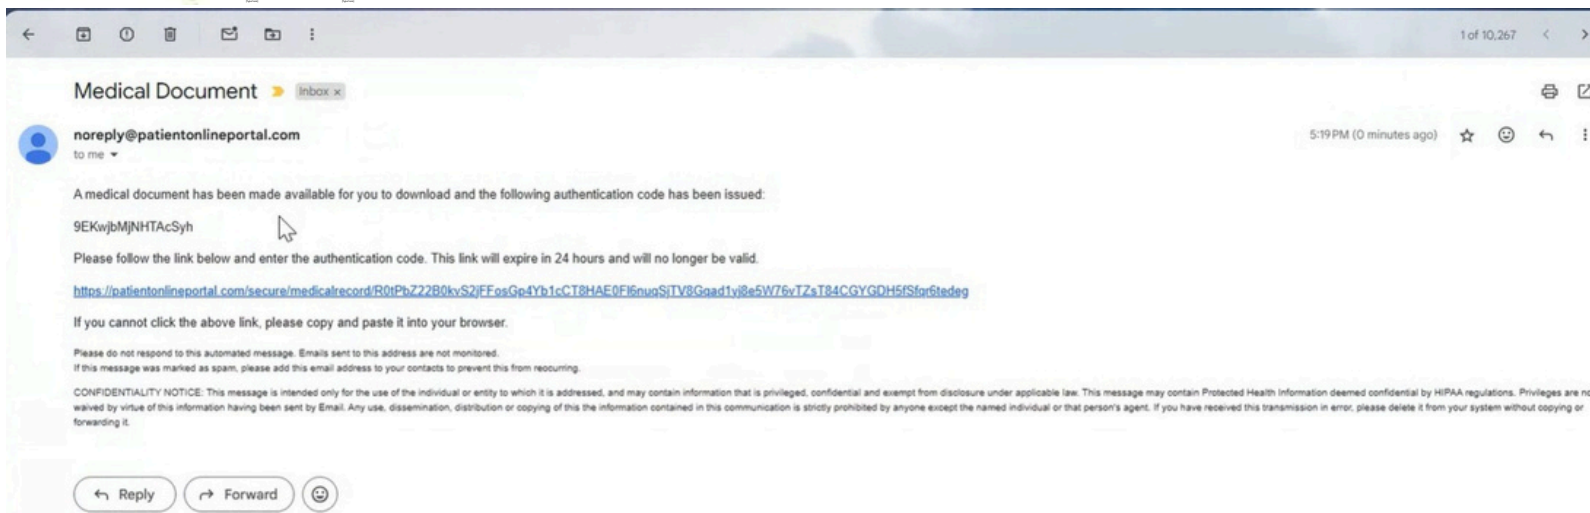 1 of 10,267
Medical Document Inbox x
noreply@patientonlineportal.com
5:19 PM (0 minutes ago)
to me
A medical document has been made available for you to download and the following authentication code has been issued:
9EKwjbMjNHTAcSyh
Please follow the link below and enter the authentication code. This link will expire in 24 hours and will no longer be valid.
https://patientonlineportal.com/secure/medicalrecord/R0tPbZ22B0kvS2jFFosGp4Yb1cCT8HAE0Fl6nuqSjTV8Gqad1yj8e5W76vTZsT84CGYGDH5fSfqr6tedeg
If you cannot click the above link, please copy and paste it into your browser.
Please do not respond to this automated message. Emails sent to this address are not monitored.
If this message was marked as spam, please add this email address to your contacts to prevent this from reoccurring.
CONFIDENTIALITY NOTICE: This message is intended only for the use of the individual or entity to which it is addressed, and may contain information that is privileged, confidential and exempt from disclosure under applicable law. This message may contain Protected Health Information deemed confidential by HIPAA regulations. Privileges are no
waived by virtue of this information having been sent by Email. Any use, dissemination, distribution or copying of this the information contained in this communication is strictly prohibited by anyone except the named individual or that person's agent. If you have received this transmission in error, please delete it from your system without copying or
forwarding it.
Reply Forward